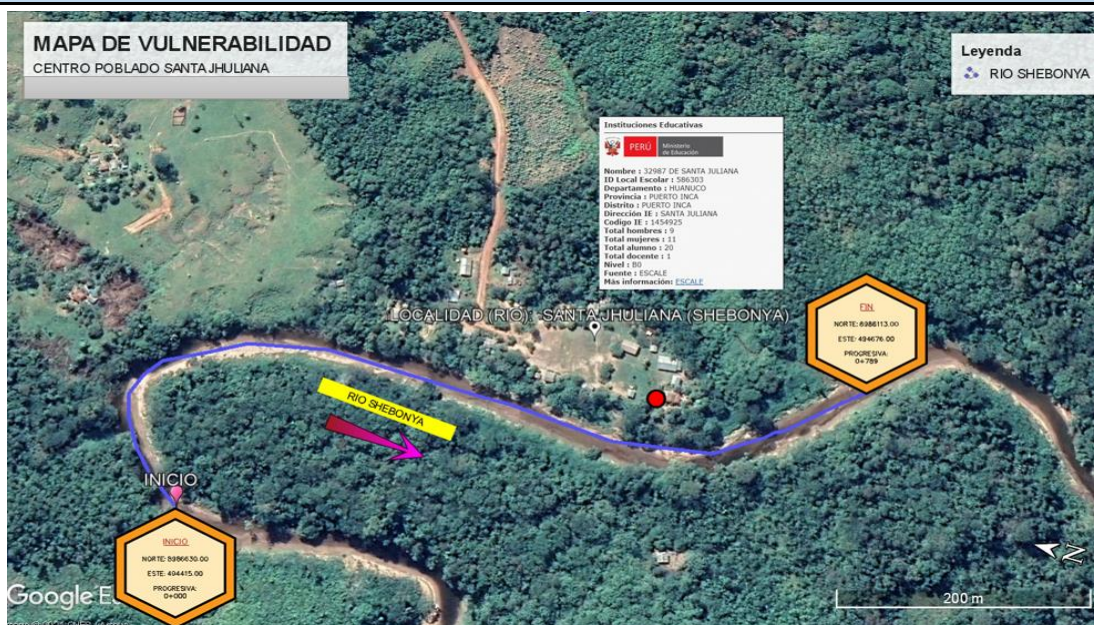 MAPA DE VULNERABILIDAD
CENTRO POBLADO SANTA JHULIANA
Leyenda
RIO SHEBONYA
Instituciones Educativas
PERÚ Ministerio de Educación
Nombre : 32987 DE SANTA JULIANA
ID Local Escolar : 586303
Departamento : HUANUCO
Provincia : PUERTO INCA
Distrito : PUERTO INCA
Dirección IE : SANTA JULIANA
Codigo IE : 1454925
Total hombres : 9
Total mujeres : 11
Total alumno : 20
Total docente : 1
Nivel : B0
Fuente : ESCALE
Más información: ESCALE
LOCALIDAD (RIO): SANTA JHULIANA (SHEBONYA)
FIN
NORTE: 8986113.00
ESTE: 494676.00
PROGRESIVA:
0+789
RIO SHEBONYA
INICIO
INICIO
NORTE: 8986630.00
ESTE: 494415.00
PROGRESIVA:
0+000
N
200 m
Google